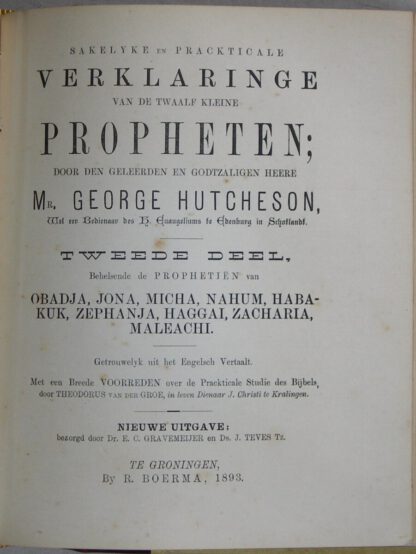 SAKELYKE EN PRACKTICALE
VERKLARINGE
VAN DE TWAALF KLEINE
PROPHETEN;
DOOR DEN GELEERDEN EN GODTZALIGEN HEERE
MR. GEORGE HUTCHESON,
Wel eer Bedienaar des H. Euangeliums te Edenburg in Schotlandt.
TWEEDE DEEL,
Behelsende de PROPHETIËN van
OBADJA, JONA, MICHA, NAHUM, HABA-
KUK, ZEPHANJA, HAGGAI, ZACHARIA,
MALEACHI.
Getrouwelyk uit het Engelsch Vertaalt.
Met een Breede VOORREDEN over de Prackticale Studie des Bijbels,
door THEODORUS VAN DER GROE, in leven Dienaar J. Christi te Kralingen.
NIEUWE UITGAVE:
bezorgd door Dr. E. C. GRAVEMEIJER en Ds. J. TEVES Tz.
TE GRONINGEN,
By R. BOERMA, 1893.